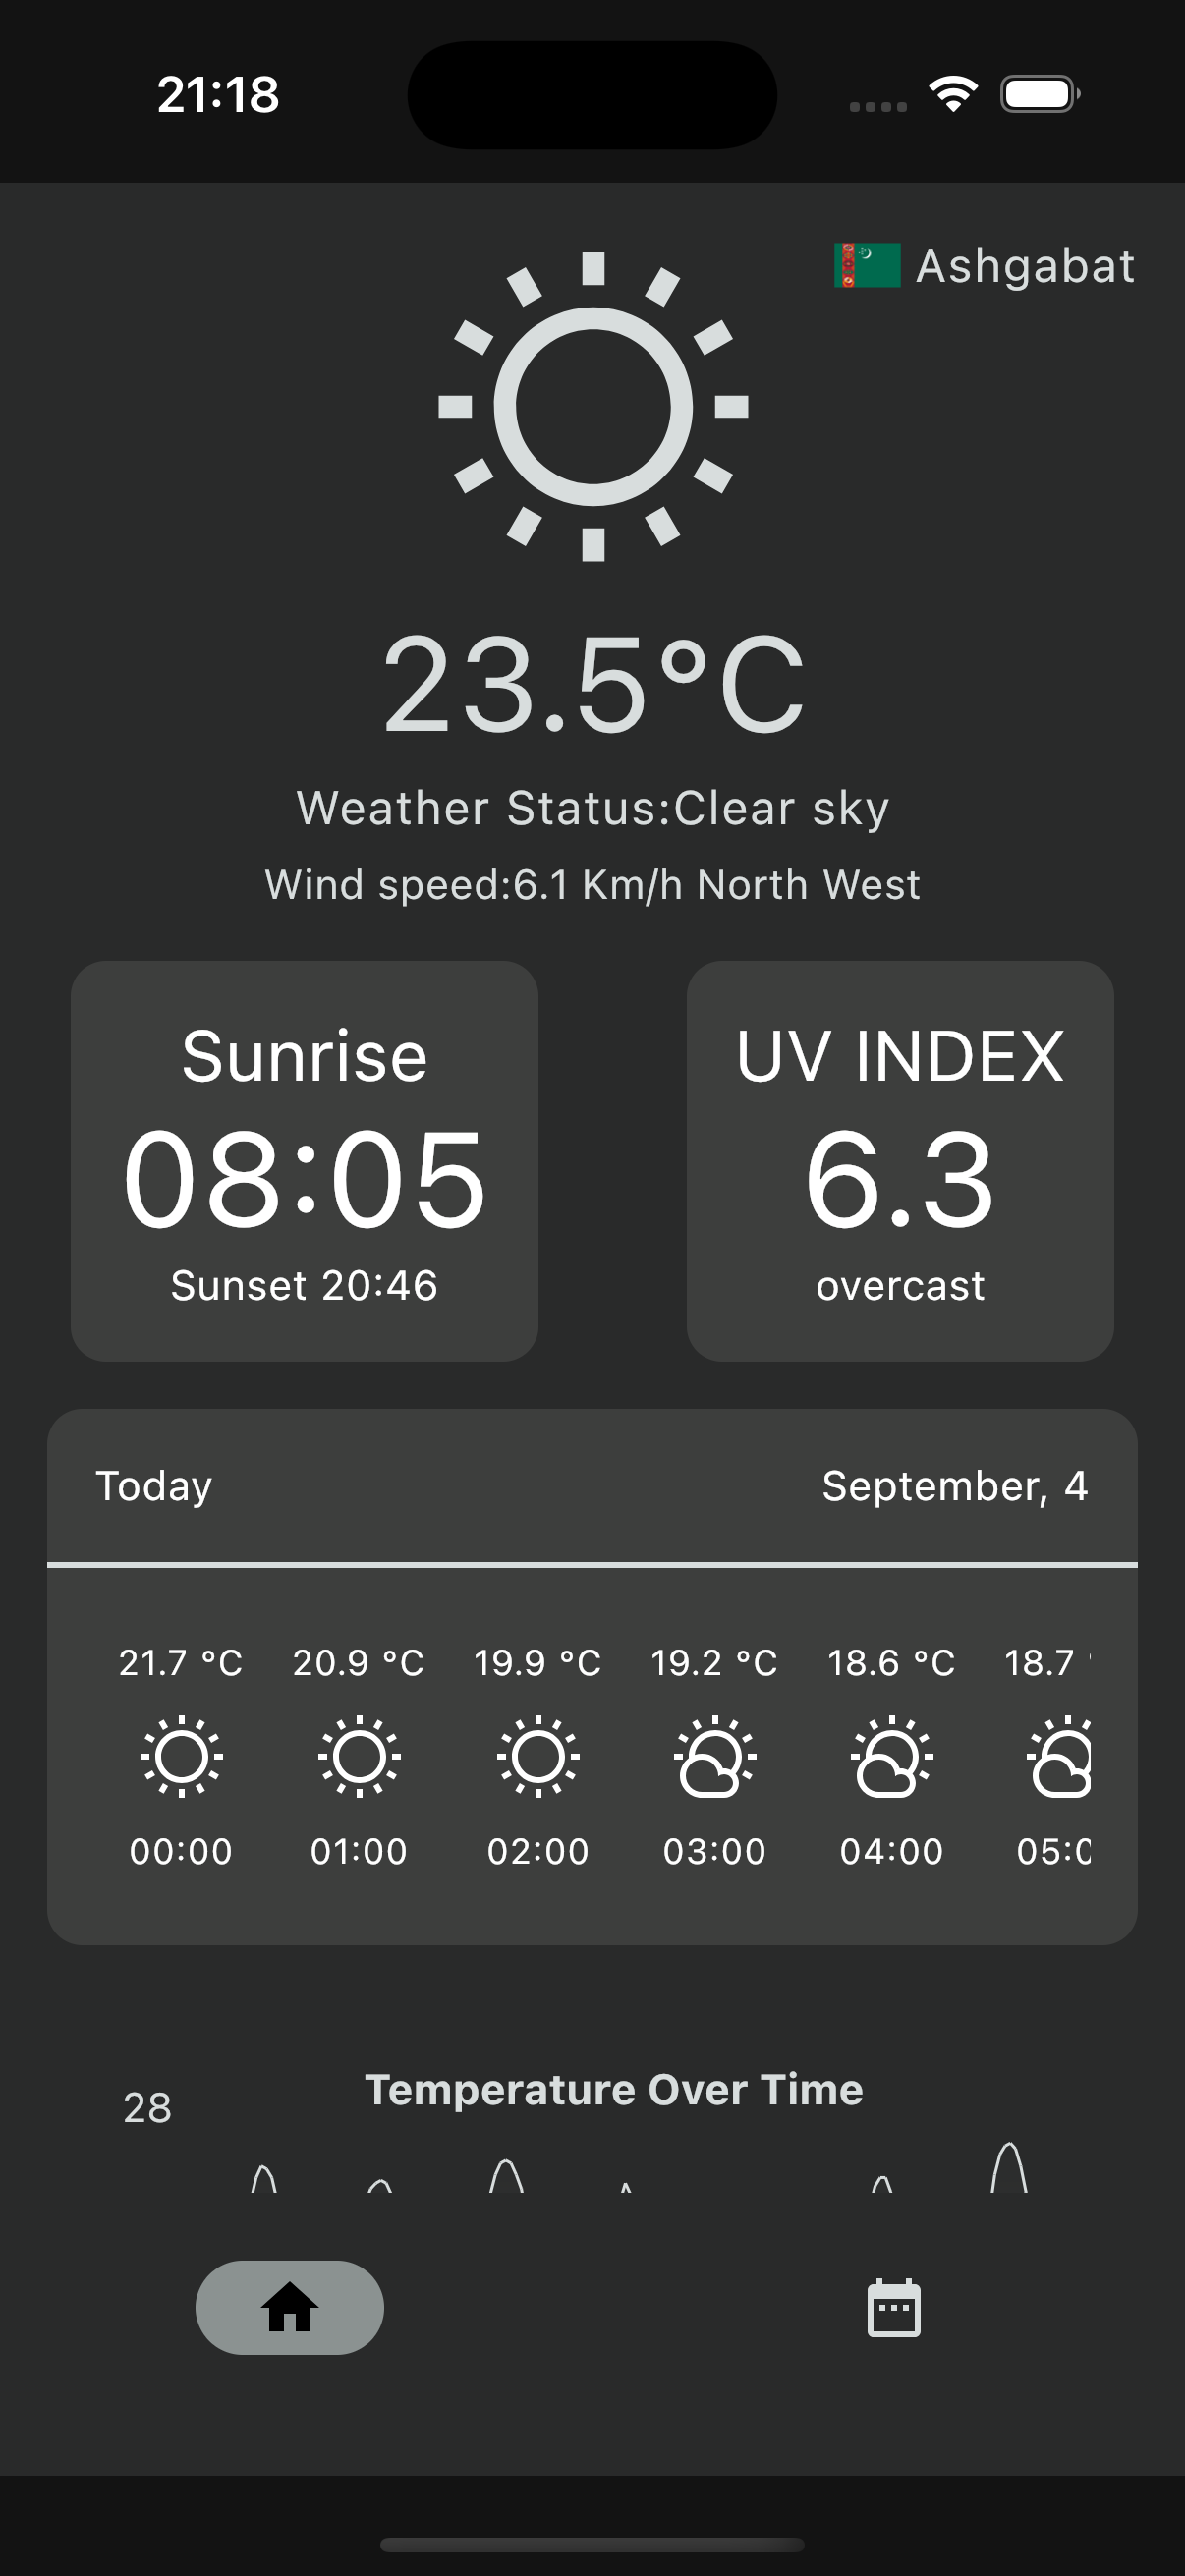 21:18
Ashgabat
23.5°C
Weather Status:Clear sky
Wind speed:6.1 Km/h North West
Sunrise
08:05
Sunset 20:46
UV INDEX
6.3
overcast
Today
September, 4
21.7 °C 20.9 °C 19.9 °C 19.2 °C 18.6 °C 18.7
00:00 01:00 02:00 03:00 04:00 05:0
Temperature Over Time
28